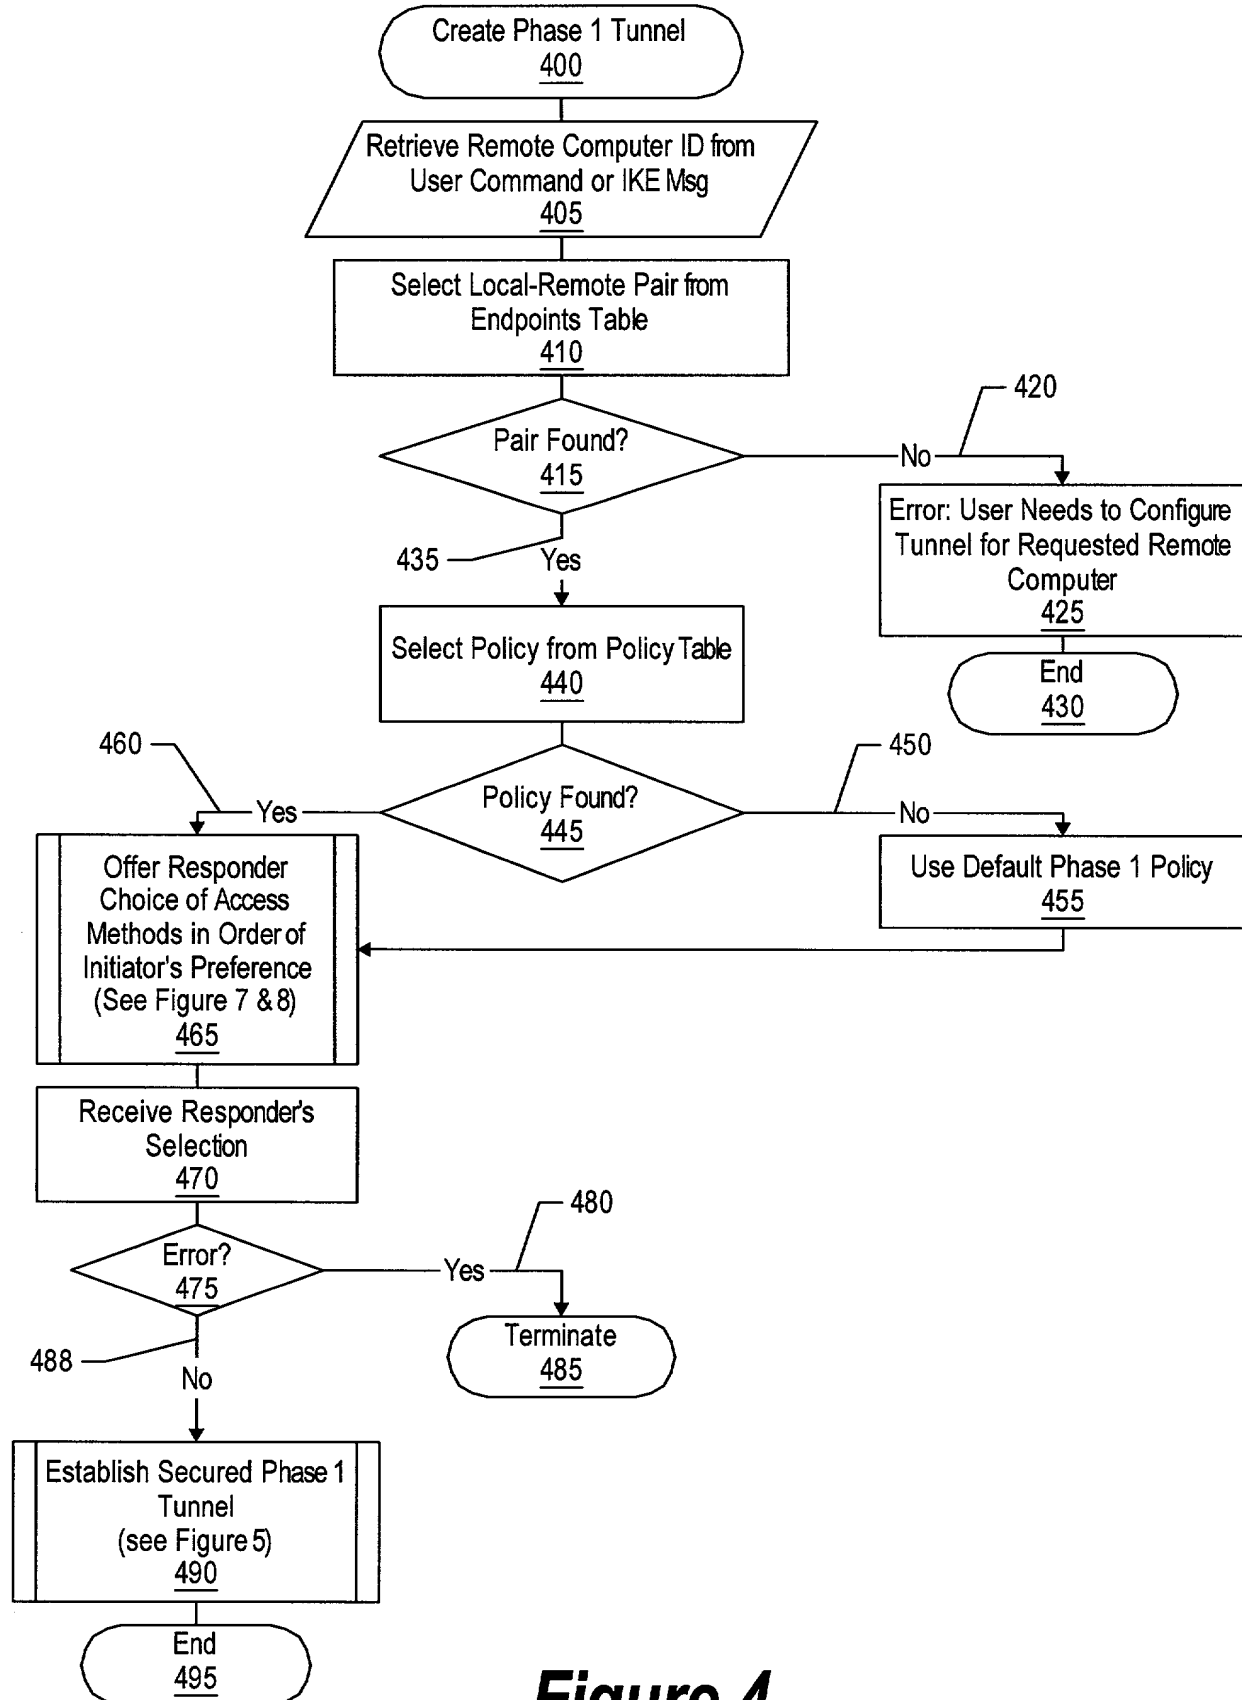 Create Phase 1 Tunnel
400
Retrieve Remote Computer ID from
User Command or IKE Msg
405
Select Local-Remote Pair from
Endpoints Table
410
420
Pair Found?
415
No
Error: User Needs to Configure
Tunnel for Requested Remote
Computer
425
435
Yes
Select Policy from Policy Table
440
End
430
460
450
Policy Found?
445
Yes
No
Offer Responder
Choice of Access
Methods in Order of
Initiator's Preference
(See Figure 7 & 8)
465
Use Default Phase 1 Policy
455
Receive Responder's
Selection
470
480
Error?
475
Yes
Terminate
485
488
No
Establish Secured Phase 1
Tunnel
(see Figure 5)
490
End
495
Figure 4